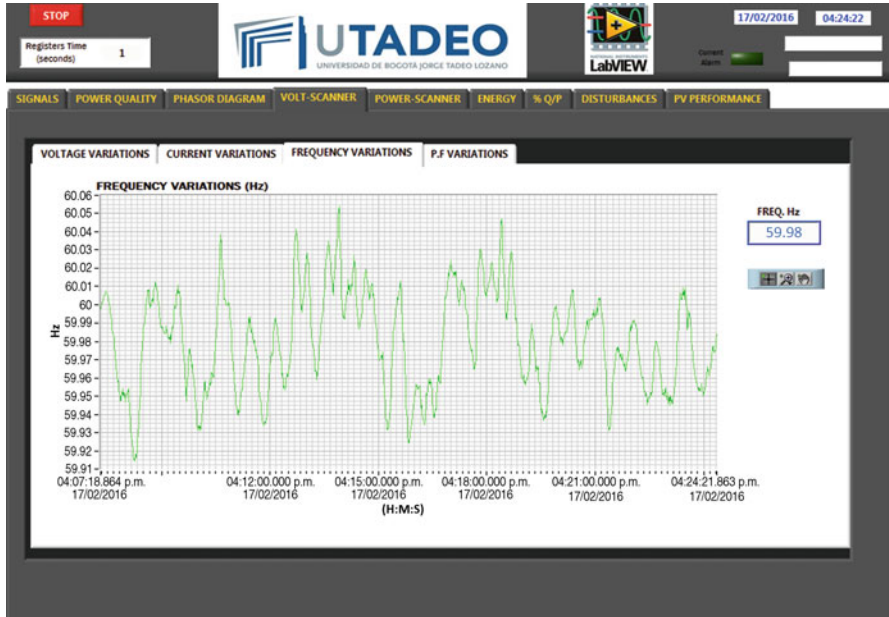 STOP
17/02/2016 04:24:22
Registers Time
(seconds)
1
UTADEO
UNIVERSIDAD DE BOGOTÁ JORGE TADEO LOZANO
NATIONAL INSTRUMENTS
LabVIEW
Current
Alarm
SIGNALS POWER QUALITY PHASOR DIAGRAM VOLT-SCANNER POWER-SCANNER ENERGY % Q/P DISTURBANCES PV PERFORMANCE
VOLTAGE VARIATIONS CURRENT VARIATIONS FREQUENCY VARIATIONS P.F VARIATIONS
FREQUENCY VARIATIONS (Hz)
60.06
60.05
60.04
60.03
60.02
60.01
60
59.99
59.98
59.97
59.96
59.95
59.94
59.93
59.92
59.91
Hz
04:07:18.864 p.m. 04:12:00.000 p.m. 04:15:00.000 p.m. 04:18:00.000 p.m. 04:21:00.000 p.m. 04:24:21.863 p.m.
17/02/2016 17/02/2016 17/02/2016 17/02/2016 17/02/2016 17/02/2016
(H:M:S)
FREQ. Hz
59.98